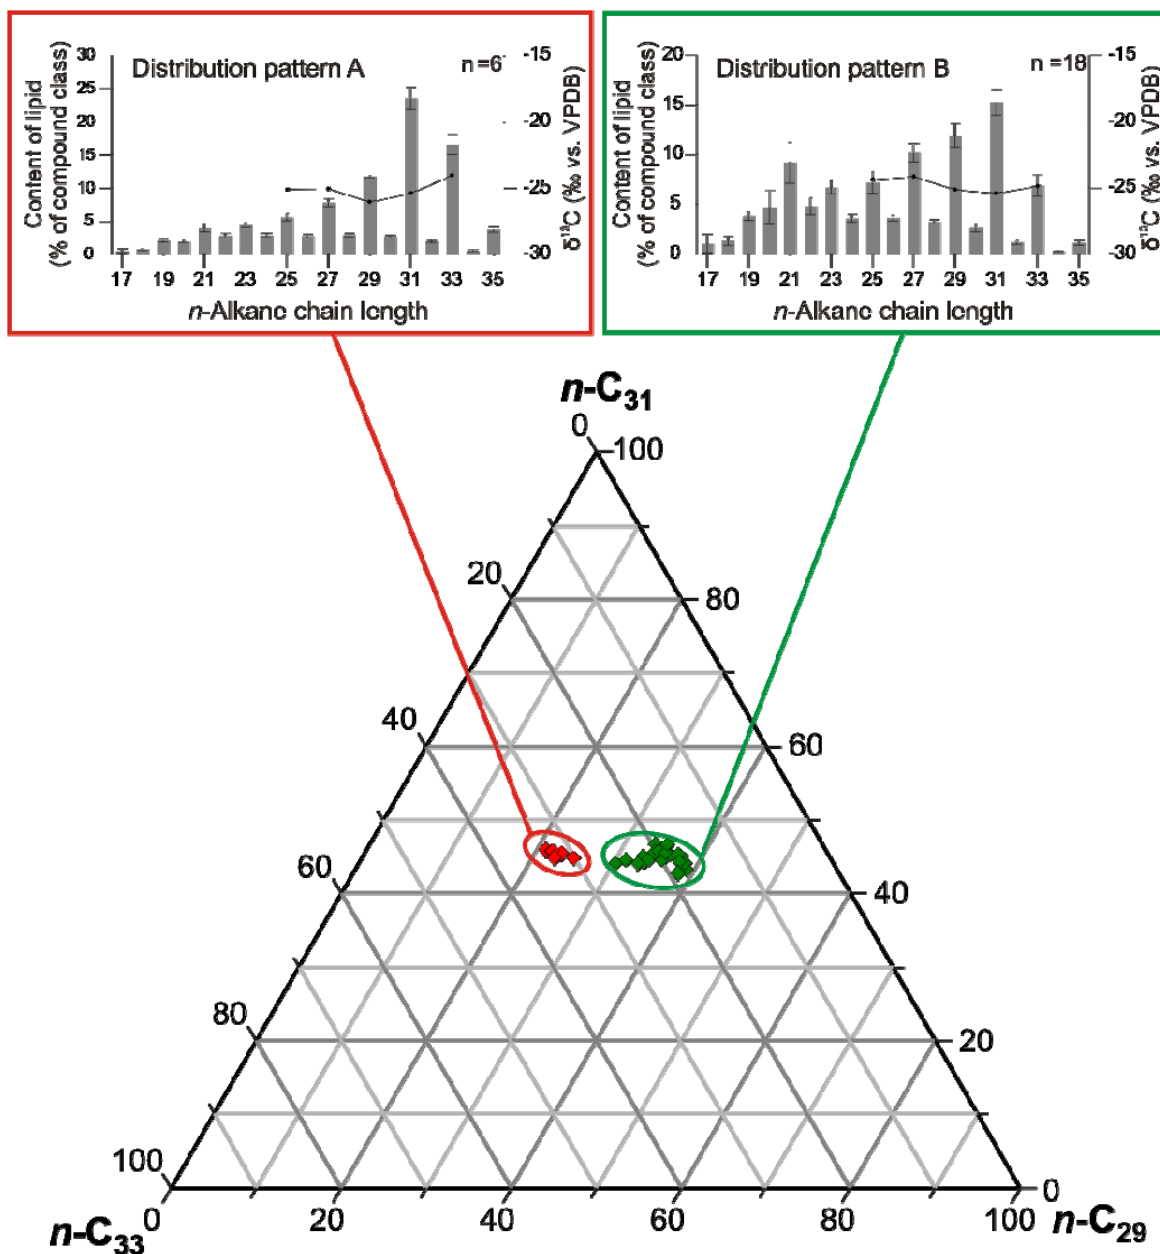 Distribution pattern A
n=6
Content of lipid
(% of compound class)
30
25
20
15
10
5
0
-15
-20
-25
-30
δ¹³C (‰ vs. VPDB)
17 19 21 23 25 27 29 31 33 35
n-Alkane chain length
Distribution pattern B
n=18
Content of lipid
(% of compound class)
20
15
10
5
0
-15
-20
-25
-30
δ¹³C (‰ vs. VPDB)
17 19 21 23 25 27 29 31 33 35
n-Alkane chain length
n-C₃₁
0
100
20
80
40
60
60
40
80
20
100
0
0 20 40 60 80 100
n-C₃₃
n-C₂₉